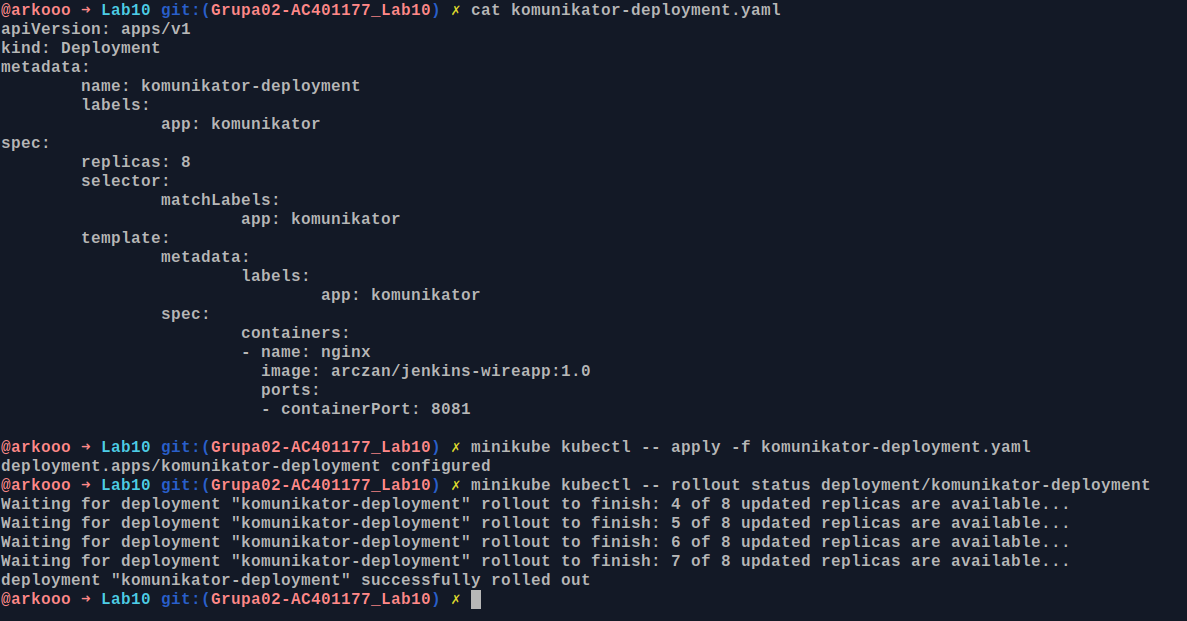 @arkooo → Lab10 git:(Grupa02-AC401177_Lab10) ✗ cat komunikator-deployment.yaml
apiVersion: apps/v1
kind: Deployment
metadata:
        name: komunikator-deployment
        labels:
                app: komunikator
spec:
        replicas: 8
        selector:
                matchLabels:
                        app: komunikator
        template:
                metadata:
                        labels:
                                app: komunikator
                spec:
                        containers:
                        - name: nginx
                          image: arczan/jenkins-wireapp:1.0
                          ports:
                          - containerPort: 8081

@arkooo → Lab10 git:(Grupa02-AC401177_Lab10) ✗ minikube kubectl -- apply -f komunikator-deployment.yaml
deployment.apps/komunikator-deployment configured
@arkooo → Lab10 git:(Grupa02-AC401177_Lab10) ✗ minikube kubectl -- rollout status deployment/komunikator-deployment
Waiting for deployment "komunikator-deployment" rollout to finish: 4 of 8 updated replicas are available...
Waiting for deployment "komunikator-deployment" rollout to finish: 5 of 8 updated replicas are available...
Waiting for deployment "komunikator-deployment" rollout to finish: 6 of 8 updated replicas are available...
Waiting for deployment "komunikator-deployment" rollout to finish: 7 of 8 updated replicas are available...
deployment "komunikator-deployment" successfully rolled out
@arkooo → Lab10 git:(Grupa02-AC401177_Lab10) ✗